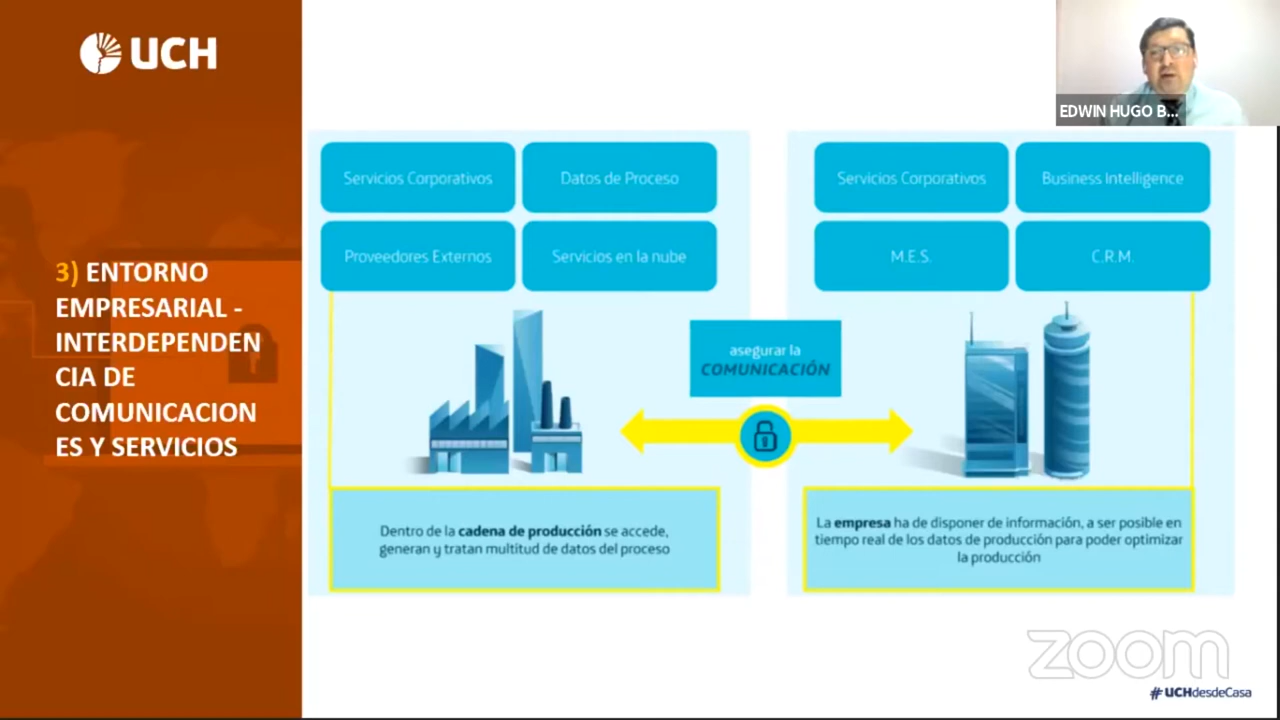 UCH
EDWIN HUGO B...
3) ENTORNO
EMPRESARIAL -
INTERDEPENDEN
CIA DE
COMUNICACION
ES Y SERVICIOS
Servicios Corporativos
Datos de Proceso
Proveedores Externos
Servicios en la nube
Servicios Corporativos
Business Intelligence
M.E.S.
C.R.M.
asegurar la
COMUNICACIÓN
Dentro de la cadena de producción se accede,
generan y tratan multitud de datos del proceso
La empresa ha de disponer de información, a ser posible en
tiempo real de los datos de producción para poder optimizar
la producción
zoom
#UCHdesdeCasa